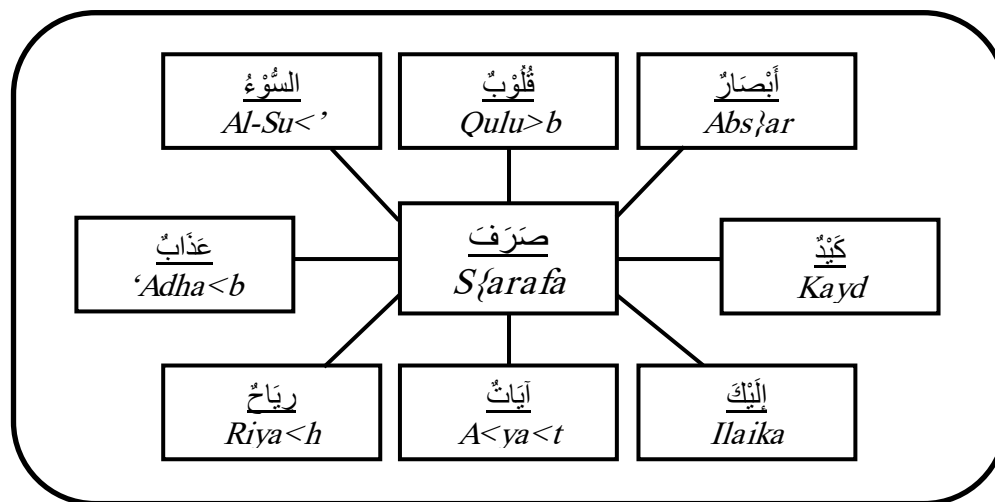 السُّوْءُ
Al-Su<’
قُلُوْبٌ
Qulu>b
أَبْصَارٌ
Abs}ar
عَذَابٌ
‘Adha<b
صَرَفَ
S{arafa
كَيْدٌ
Kayd
رِيَاحٌ
Riya<h
آيَاتٌ
A<ya<t
إِلَيْكَ
Ilaika